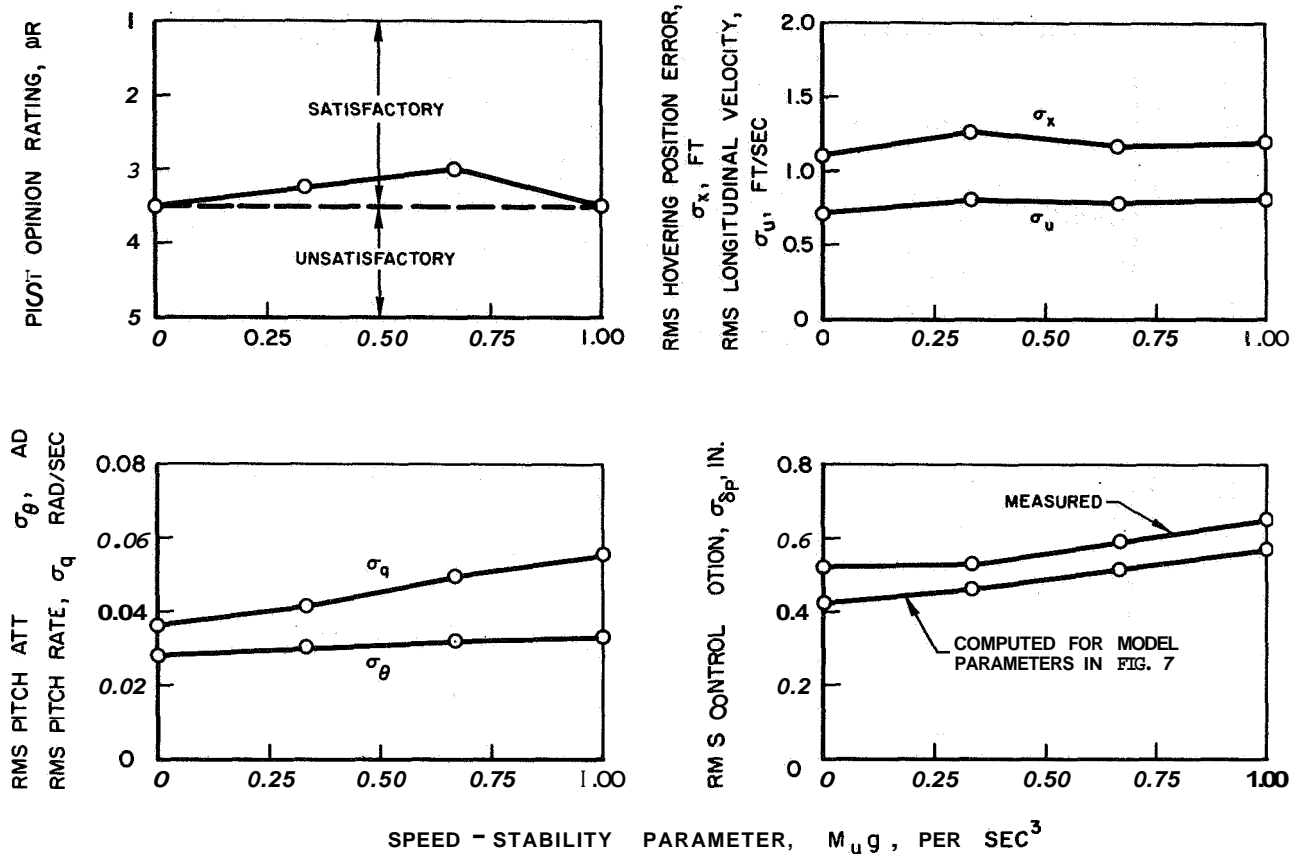 PILOT OPINION RATING, PR
1
2
3
4
5
SATISFACTORY
UNSATISFACTORY
0 0.25 0.50 0.75 1.00
RMS HOVERING POSITION ERROR,
σx, FT
RMS LONGITUDINAL VELOCITY,
σu, FT/SEC
2.0
1.5
1.0
0.5
0
σx
σu
0 0.25 0.50 0.75 1.00
RMS PITCH ATT σθ, AD
RMS PITCH RATE, σq RAD/SEC
0.08
0.06
0.04
0.02
0
σq
σθ
0 0.25 0.50 0.75 1.00
RM S CONTROL OTION, σδP, IN.
0.8
0.6
0.4
0.2
0
MEASURED
COMPUTED FOR MODEL
PARAMETERS IN FIG. 7
0 0.25 0.50 0.75 1.00
SPEED - STABILITY PARAMETER, Mug, PER SEC³